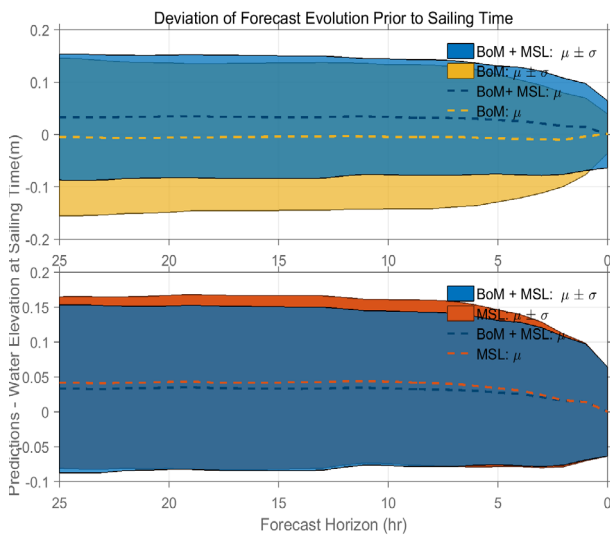 Deviation of Forecast Evolution Prior to Sailing Time
Predictions - Water Elevation at Sailing Time(m)
0.2
0.1
0
-0.1
-0.2
BoM + MSL: μ ± σ
BoM: μ ± σ
BoM+ MSL: μ
BoM: μ
25
20
15
10
5
0
0.2
0.15
0.1
0.05
0
-0.05
-0.1
BoM + MSL: μ ± σ
MSL: μ ± σ
BoM + MSL: μ
MSL: μ
25
20
15
10
5
0
Forecast Horizon (hr)